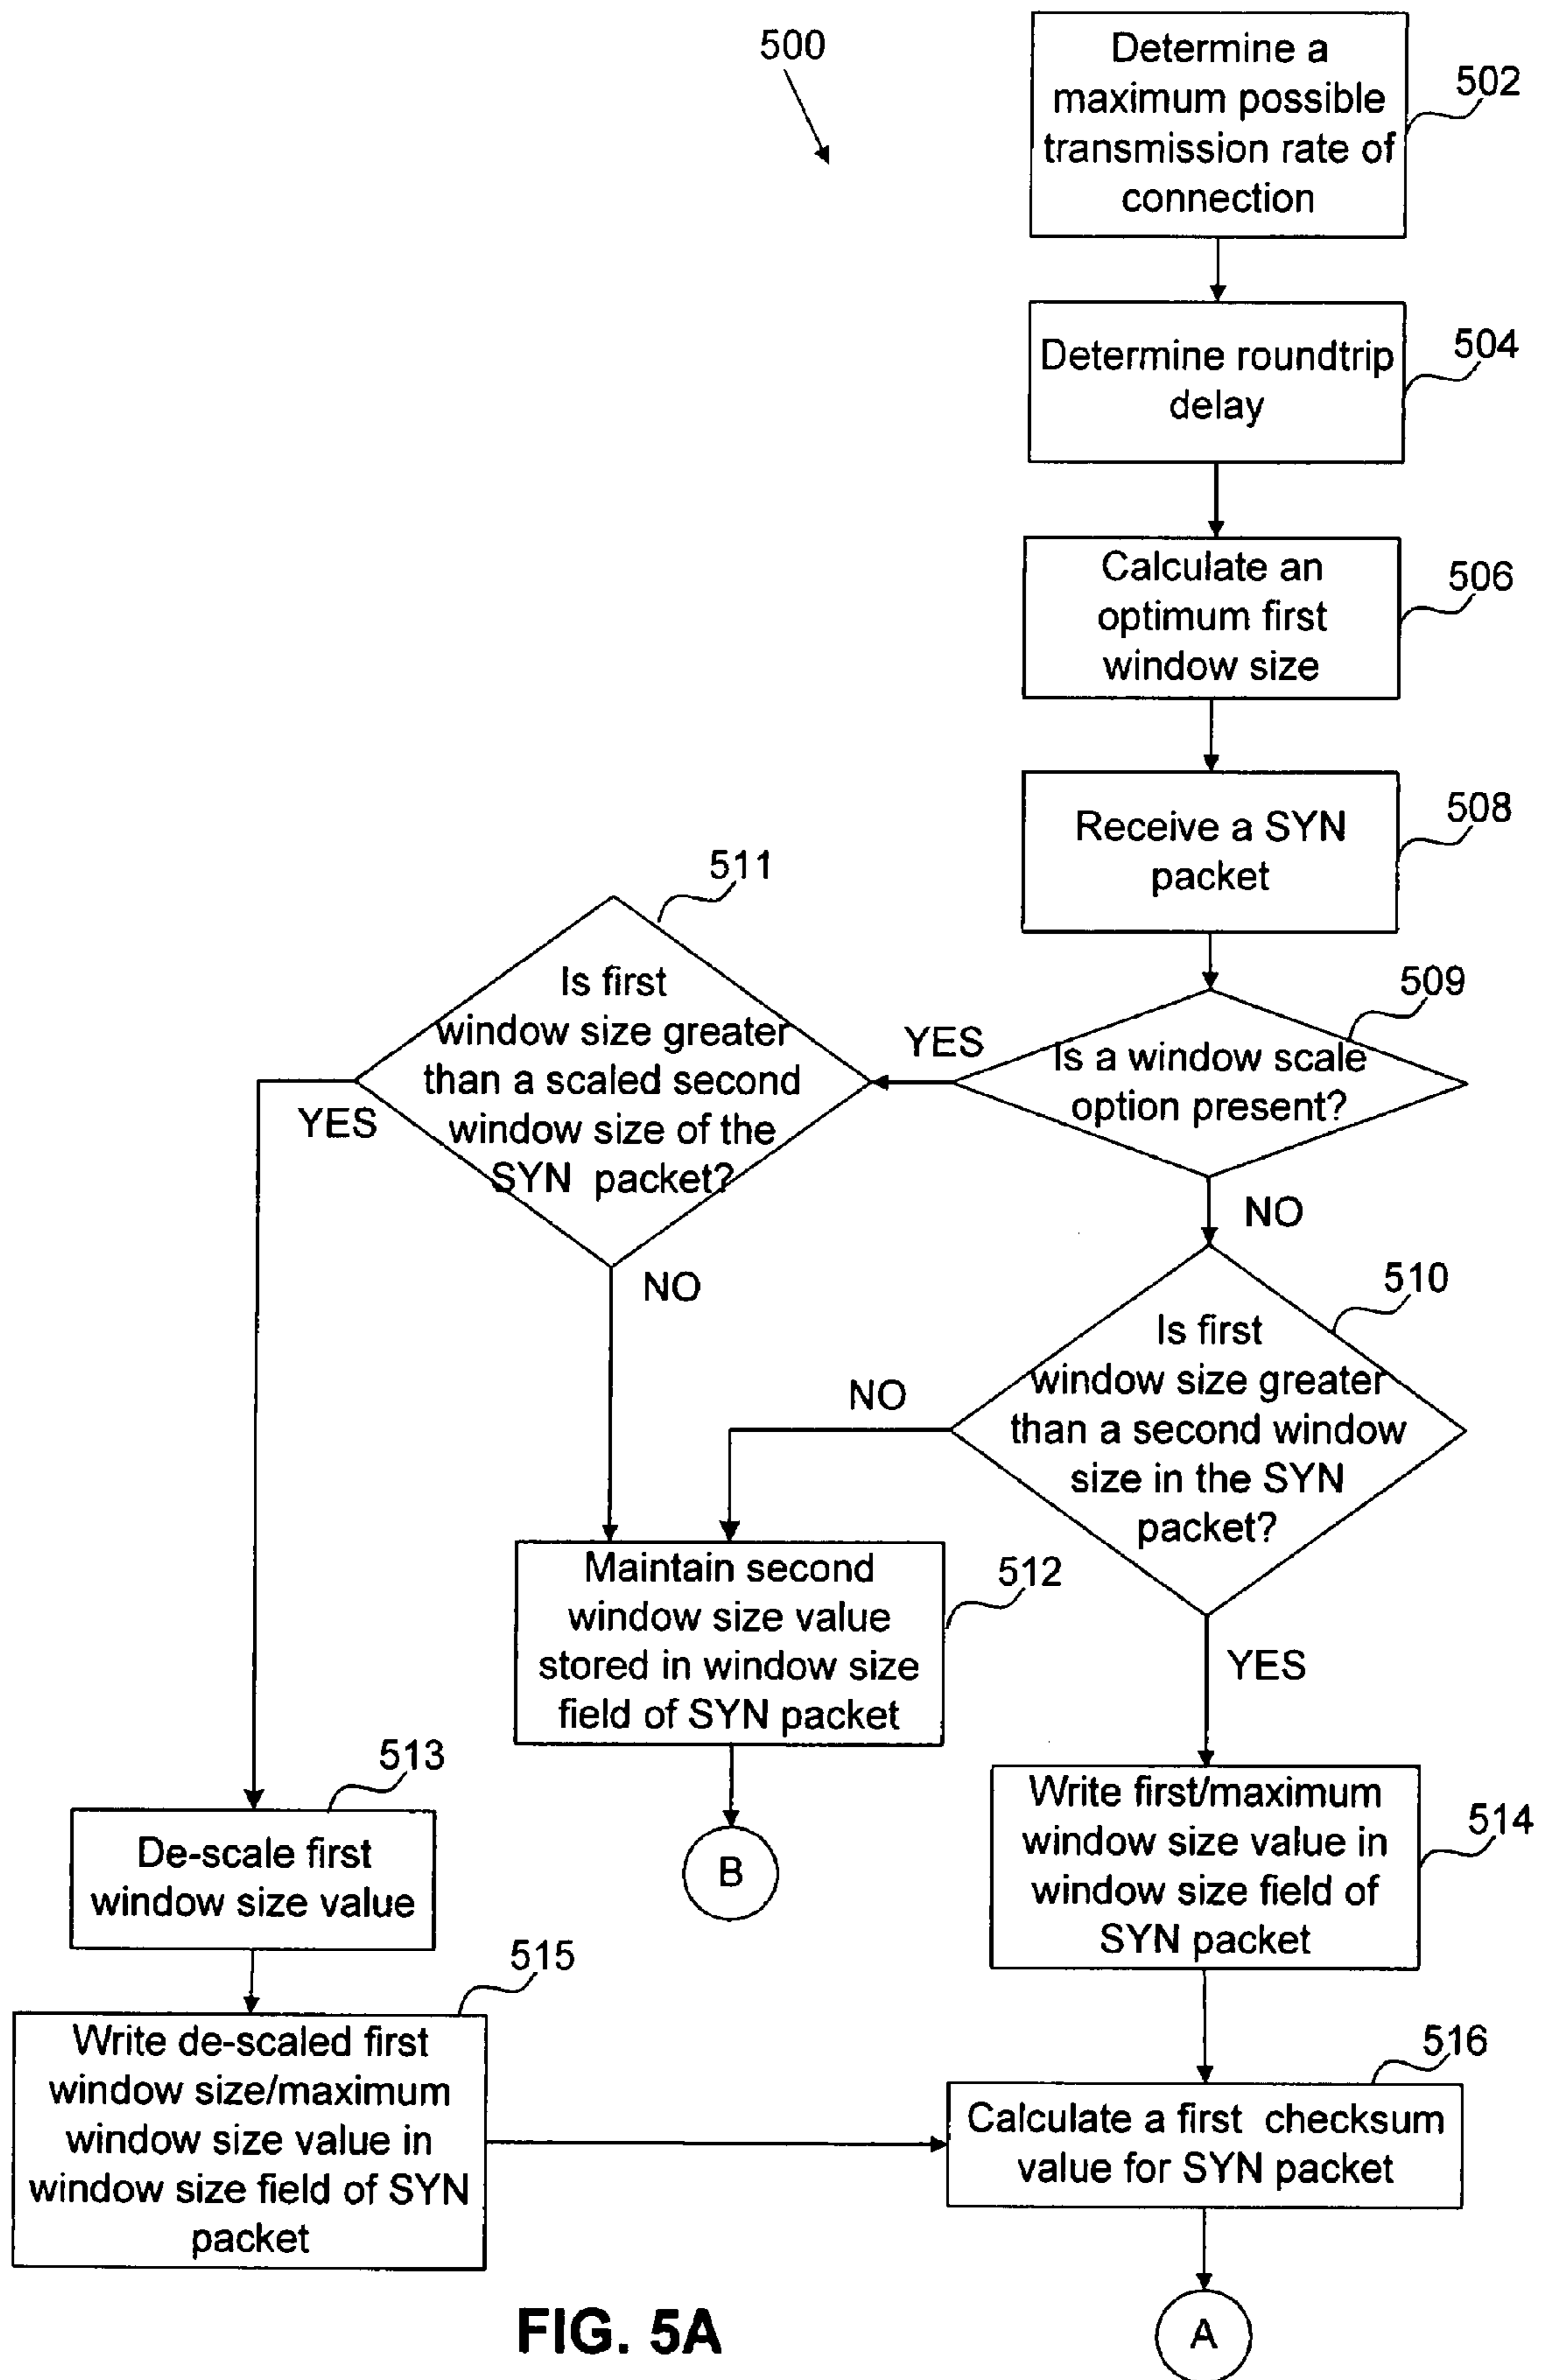 500
Determine a
maximum possible
transmission rate of
connection
502
Determine roundtrip
delay
504
Calculate an
optimum first
window size
506
Receive a SYN
packet
508
511
Is first
window size greater
than a scaled second
window size of the
SYN packet?
YES
NO
509
Is a window scale
option present?
YES
NO
510
Is first
window size greater
than a second window
size in the SYN
packet?
NO
YES
Maintain second
window size value
stored in window size
field of SYN packet
512
B
513
De-scale first
window size value
Write first/maximum
window size value in
window size field of
SYN packet
514
515
Write de-scaled first
window size/maximum
window size value in
window size field of SYN
packet
516
Calculate a first checksum
value for SYN packet
A
FIG. 5A